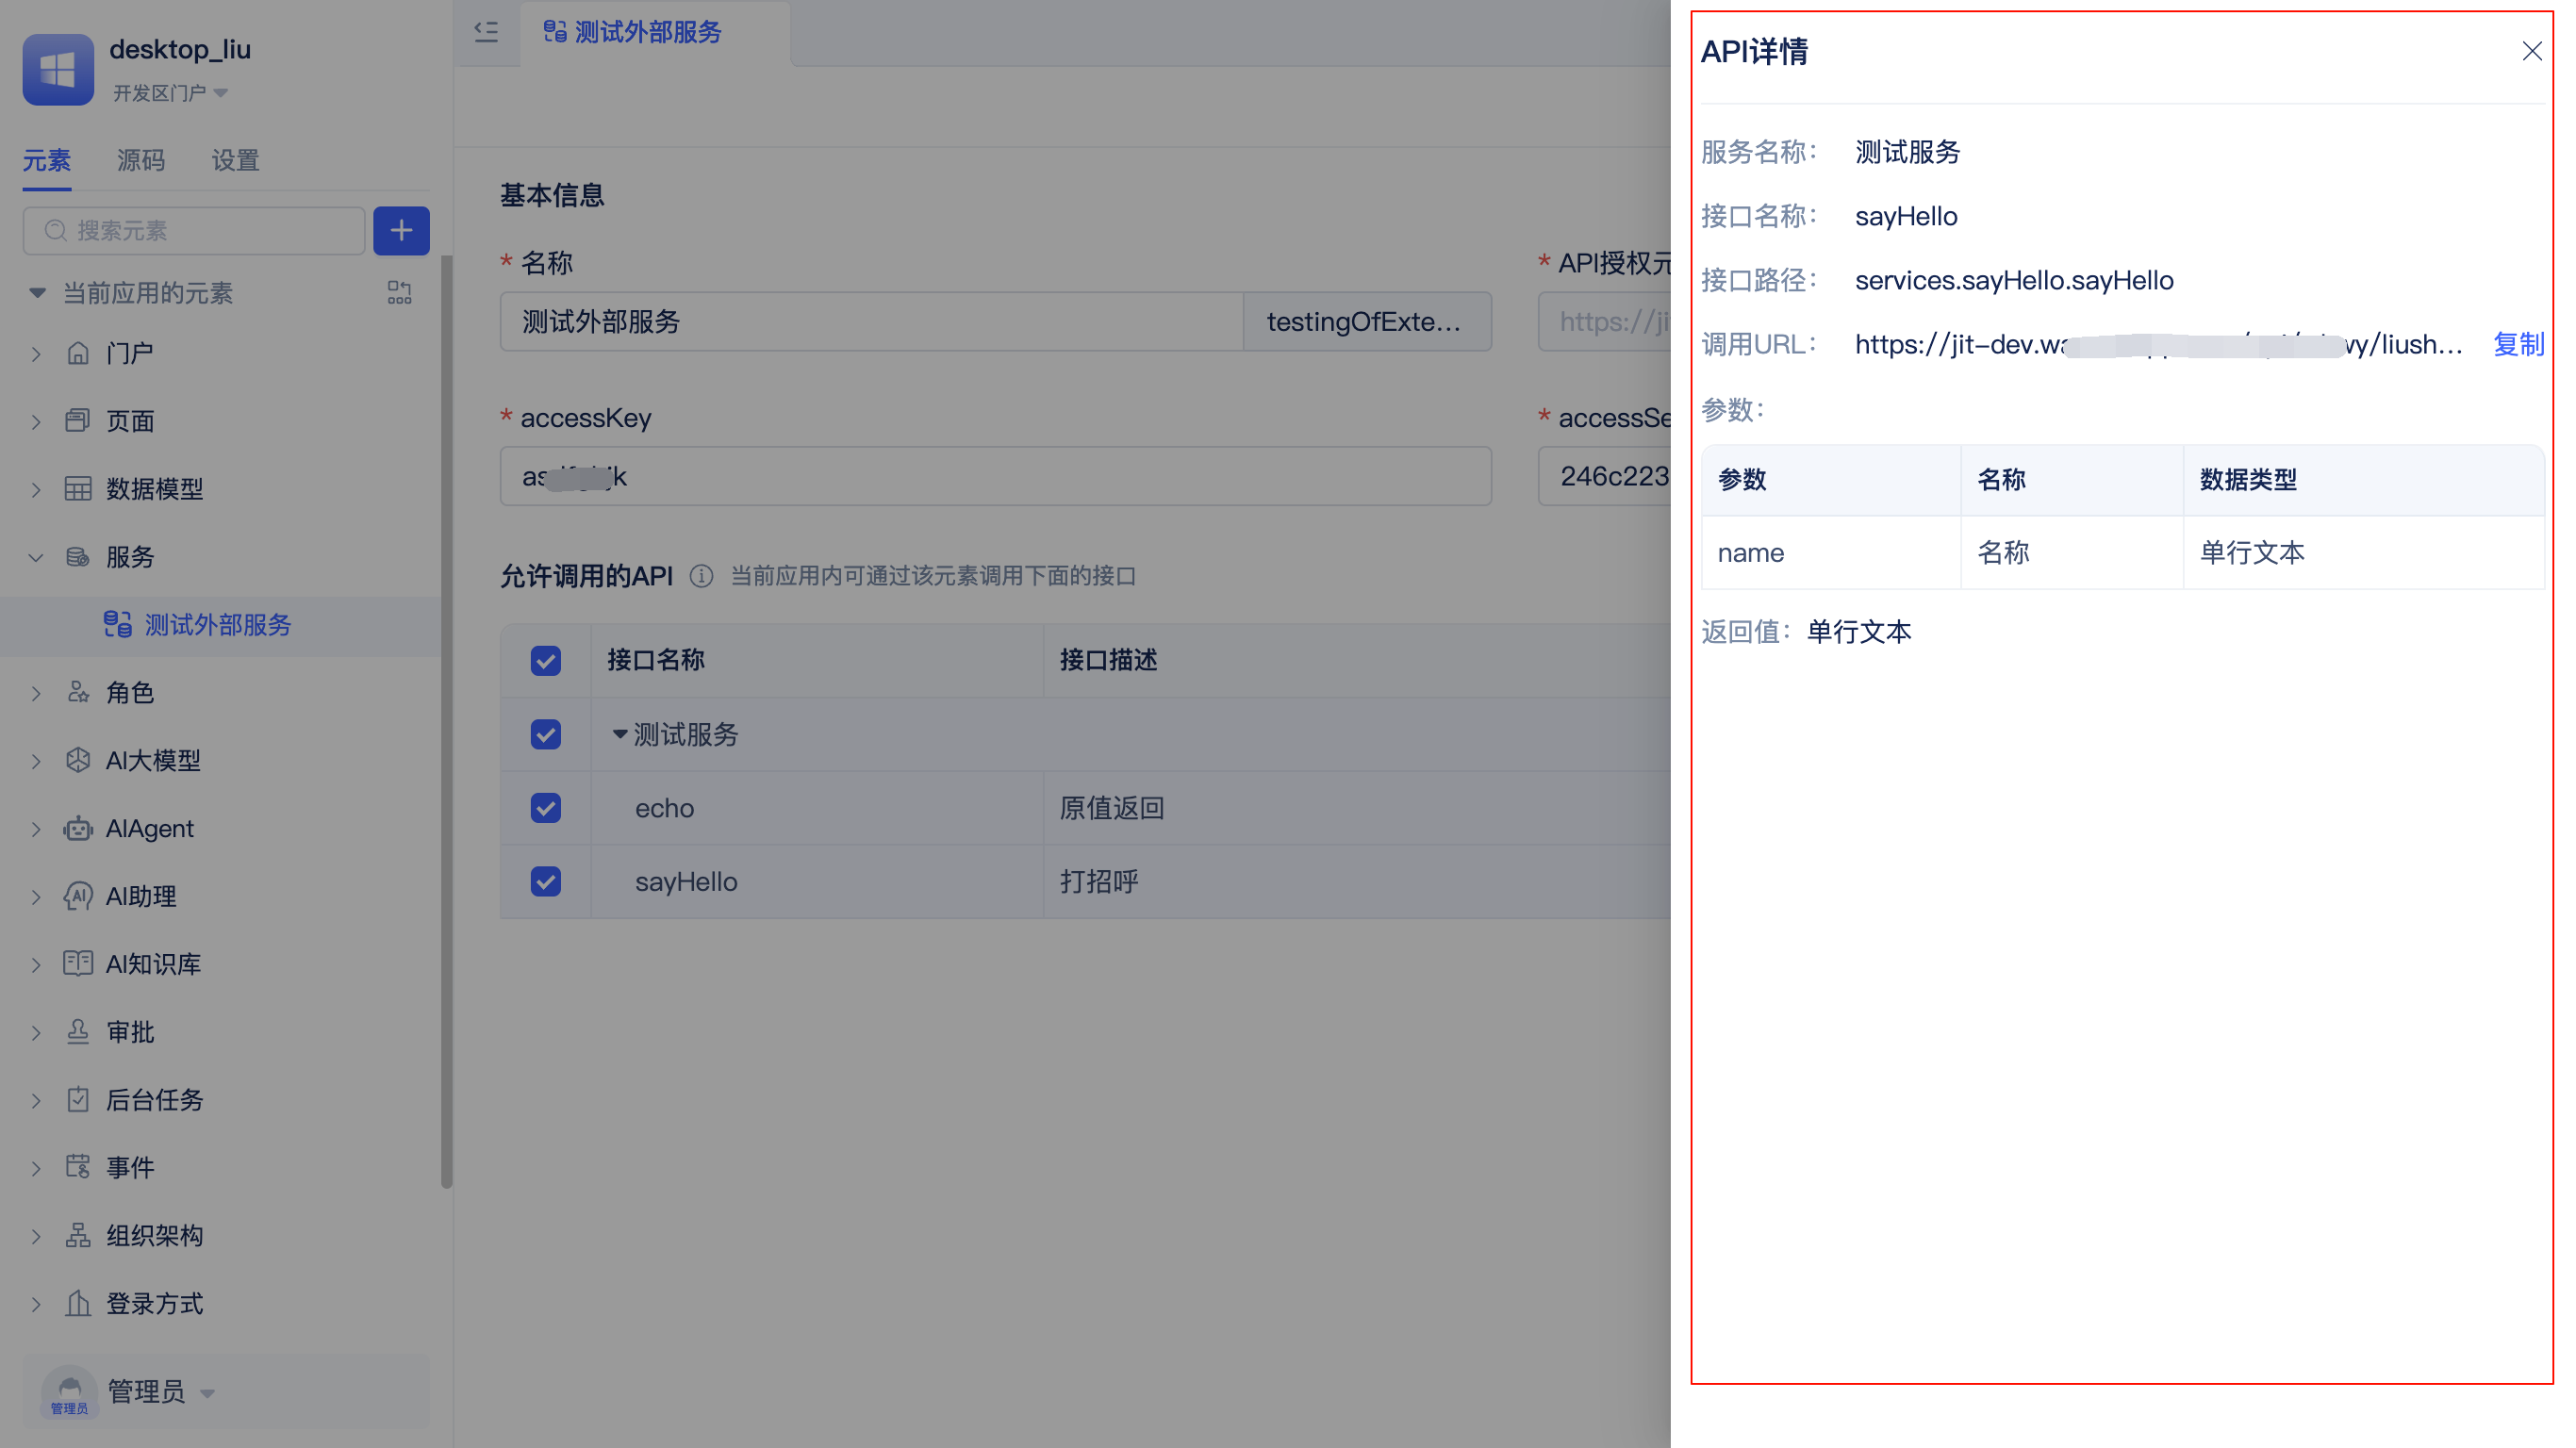 desktop_liu
开发区门户
元素 源码 设置
搜索元素
当前应用的元素
门户
页面
数据模型
服务
测试外部服务
角色
AI大模型
AIAgent
AI助理
AI知识库
审批
后台任务
事件
组织架构
登录方式
管理员
管理员
测试外部服务
基本信息
* 名称
测试外部服务 testingOfExte...
* API授权元
https://ji
* accessKey
* accessSe
246c223
允许调用的API 当前应用内可通过该元素调用下面的接口
接口名称 接口描述
测试服务
echo 原值返回
sayHello 打招呼
API详情
服务名称： 测试服务
接口名称： sayHello
接口路径： services.sayHello.sayHello
调用URL： https://jit-dev.wa /liush... 复制
参数：
参数 名称 数据类型
name 名称 单行文本
返回值： 单行文本